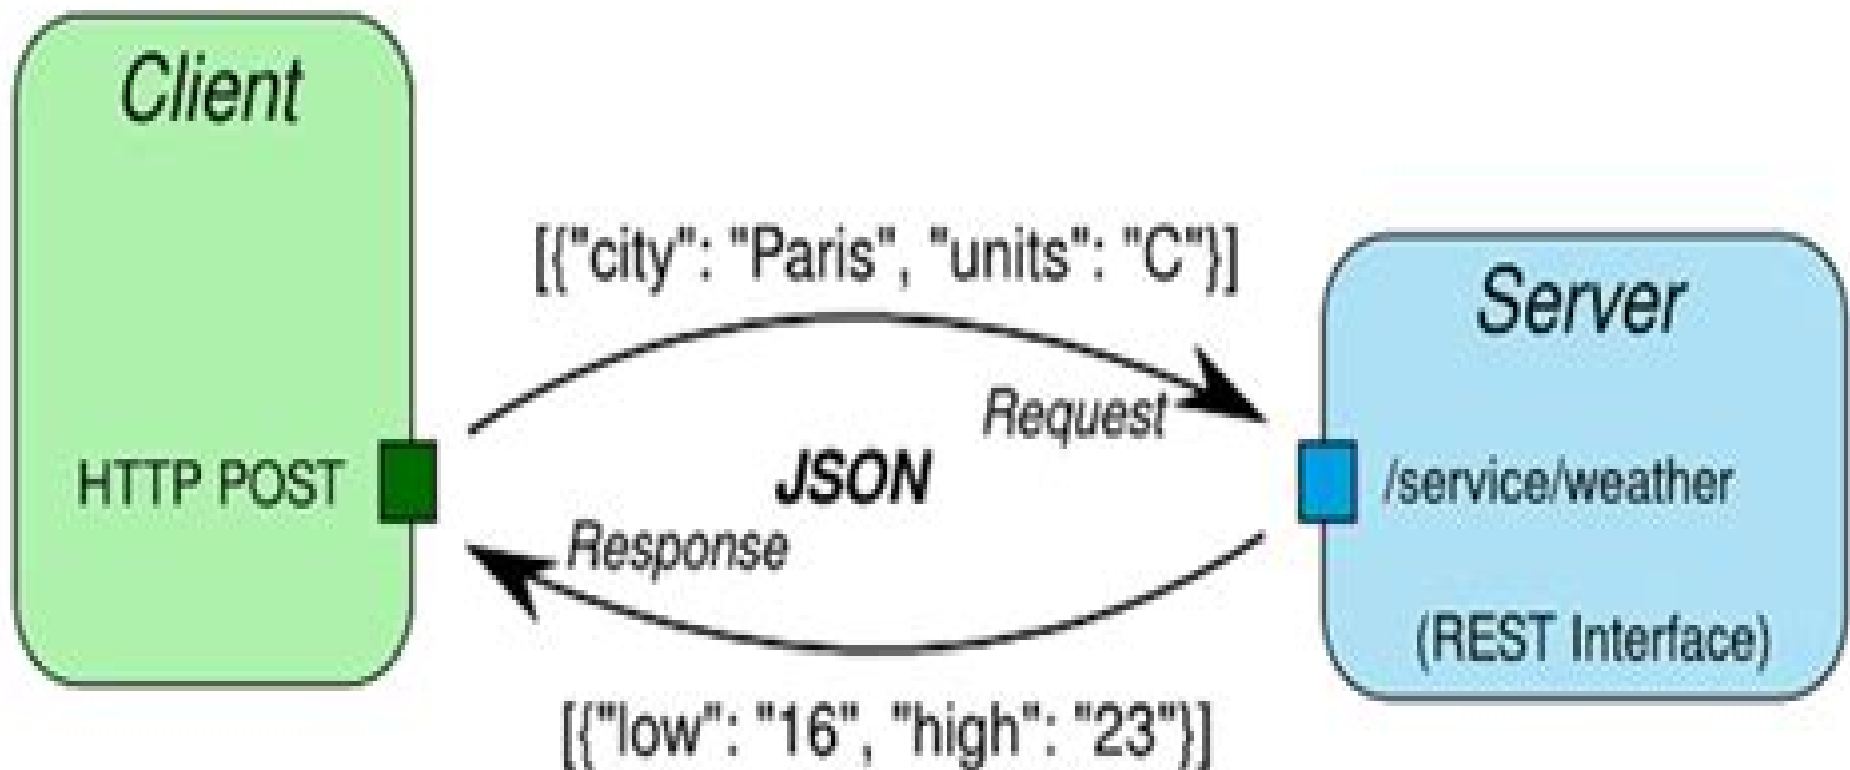 Client
HTTP POST
[{"city": "Paris", "units": "C"}]
Request
JSON
Response
[{"low": "16", "high": "23"}]
Server
/service/weather
(REST Interface)